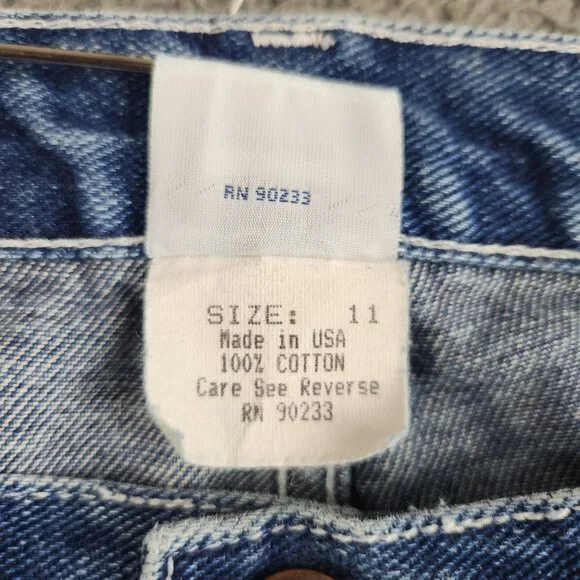 RN 90233
SIZE: 11
Made in USA
100% COTTON
Care See Reverse
RN 90233